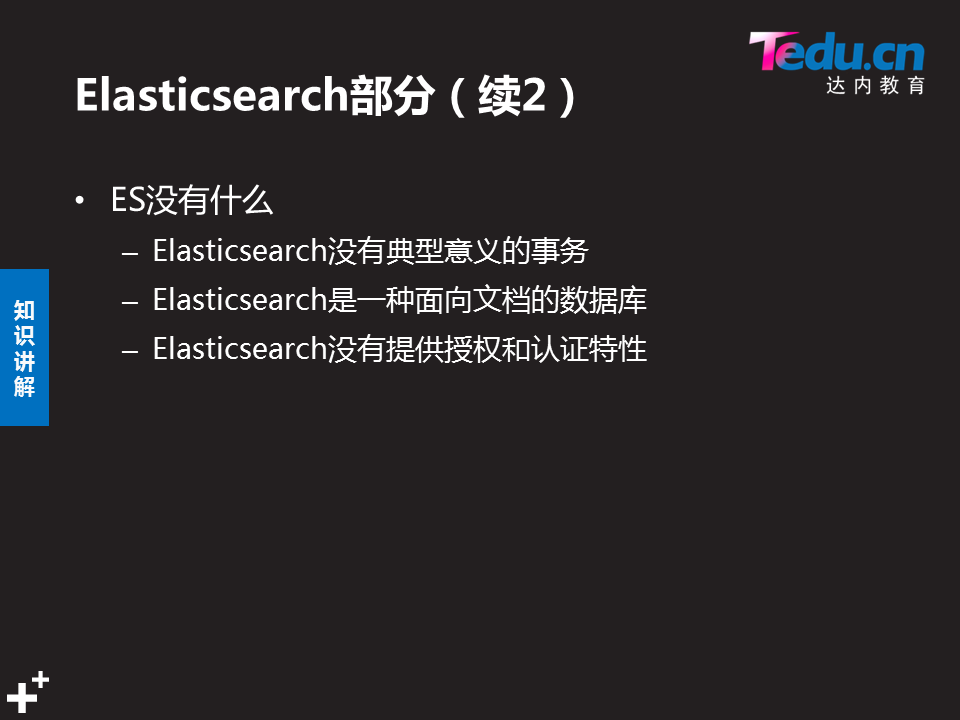 Tedu.cn
达内教育
Elasticsearch部分（续2）
• ES没有什么
– Elasticsearch没有典型意义的事务
– Elasticsearch是一种面向文档的数据库
– Elasticsearch没有提供授权和认证特性
知
识
讲
解